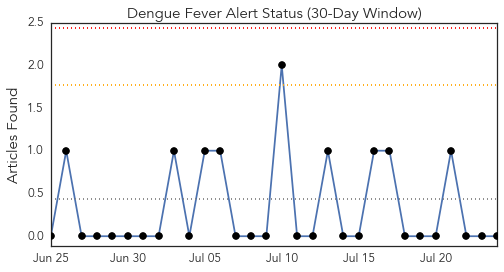 Dengue Fever Alert Status (30-Day Window)
2.5
2.0
1.5
1.0
0.5
0.0
Articles Found
Jun 25
Jun 30
Jul 05
Jul 10
Jul 15
Jul 20